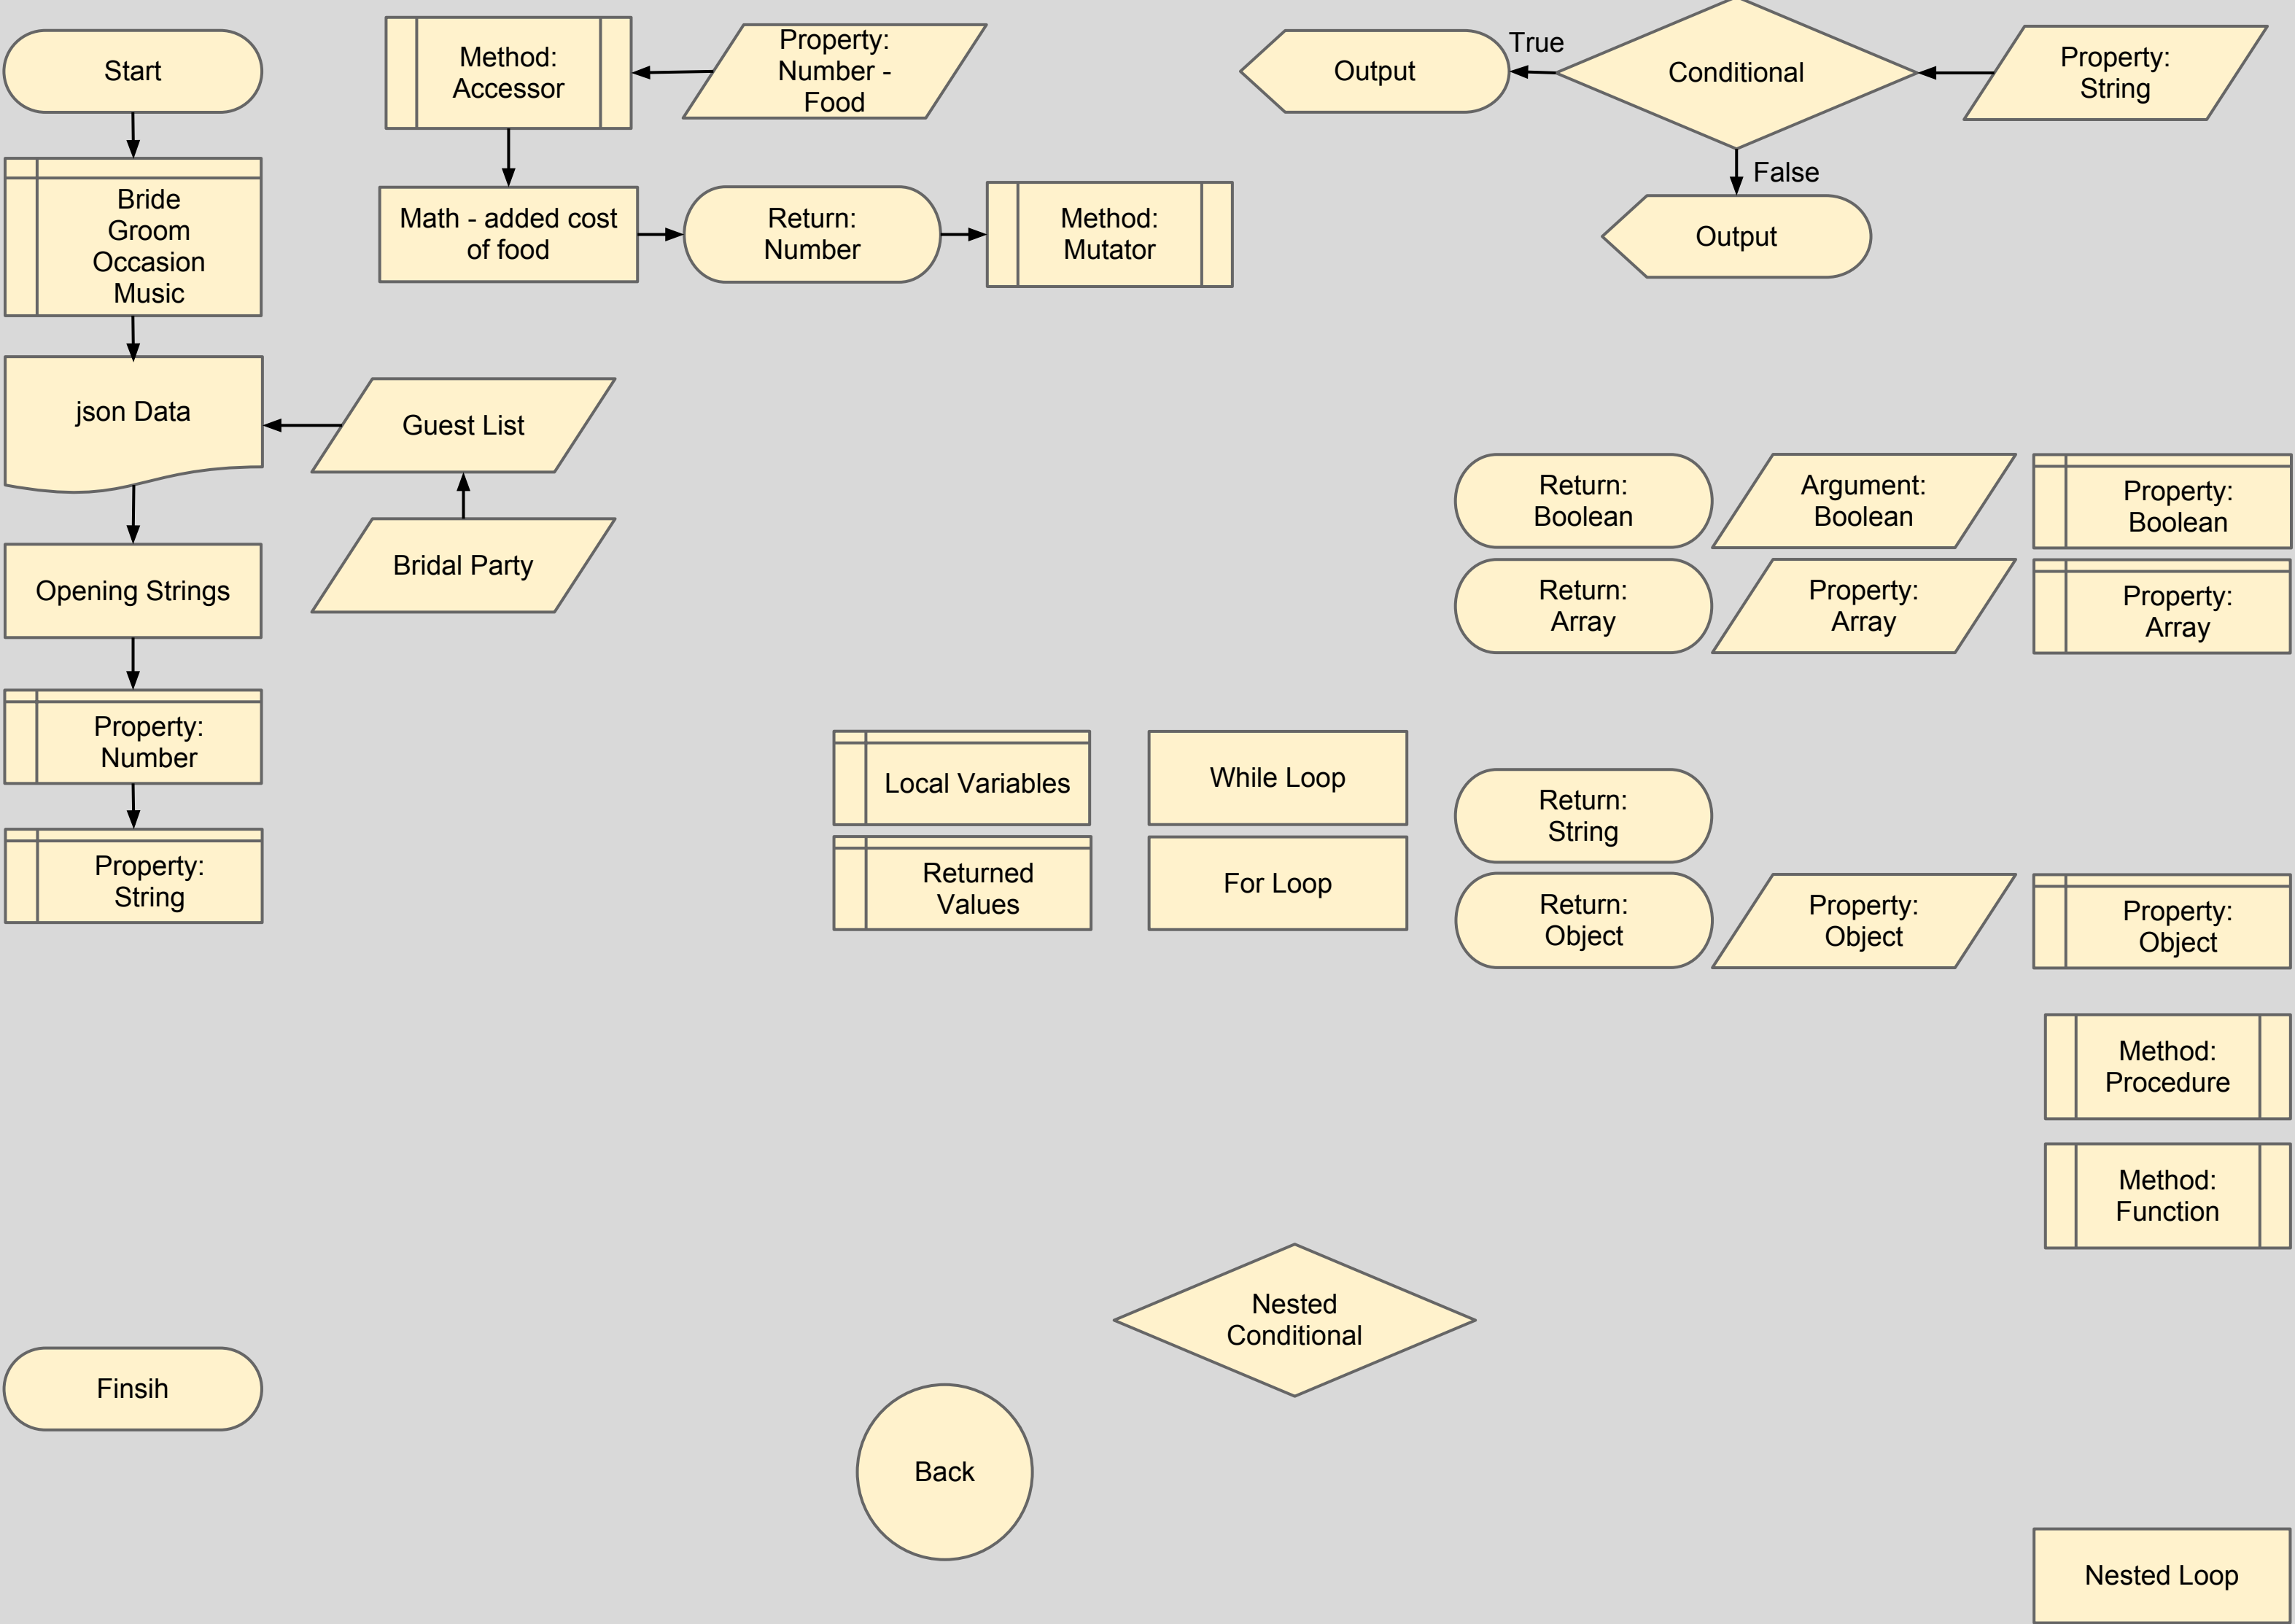 Start
Bride
Groom
Occasion
Music
json Data
Guest List
Bridal Party
Opening Strings
Property:
Number
Property:
String
Finsih
Method:
Accessor
Property:
Number -
Food
Math - added cost
of food
Return:
Number
Method:
Mutator
Output
True
Conditional
Property:
String
False
Output
Return:
Boolean
Argument:
Boolean
Property:
Boolean
Return:
Array
Property:
Array
Property:
Array
Local Variables
While Loop
Return:
String
Returned
Values
For Loop
Return:
Object
Property:
Object
Property:
Object
Method:
Procedure
Method:
Function
Nested
Conditional
Back
Nested Loop